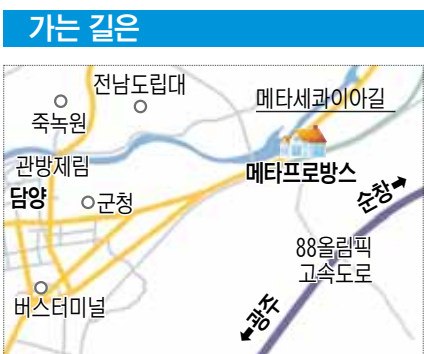 가는 길은
전남도립대
죽녹원
메타세콰이아길
관방제림
메타프로방스
담양
군청
순창
88올림픽
고속도로
버스터미널
광주